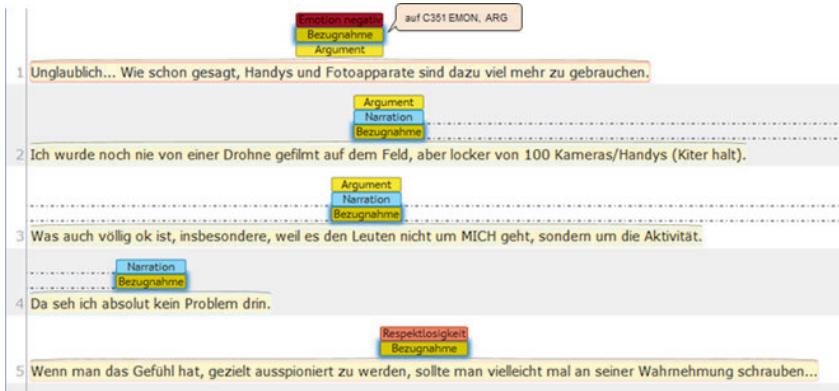 Emotion negativ
auf C351 EMON, ARG
Bezugnahme
Argument
1 Unglaublich... Wie schon gesagt, Handys und Fotoapparate sind dazu viel mehr zu gebrauchen.
Argument
Narration
Bezugnahme
2 Ich wurde noch nie von einer Drohne gefilmt auf dem Feld, aber locker von 100 Kameras/Handys (Kiter halt).
Argument
Narration
Bezugnahme
3 Was auch völlig ok ist, insbesondere, weil es den Leuten nicht um MICH geht, sondern um die Aktivität.
Narration
Bezugnahme
4 Da seh ich absolut kein Problem drin.
Respektlosigkeit
Bezugnahme
5 Wenn man das Gefühl hat, gezielt ausspioniert zu werden, sollte man vielleicht mal an seiner Wahrnehmung schrauben...